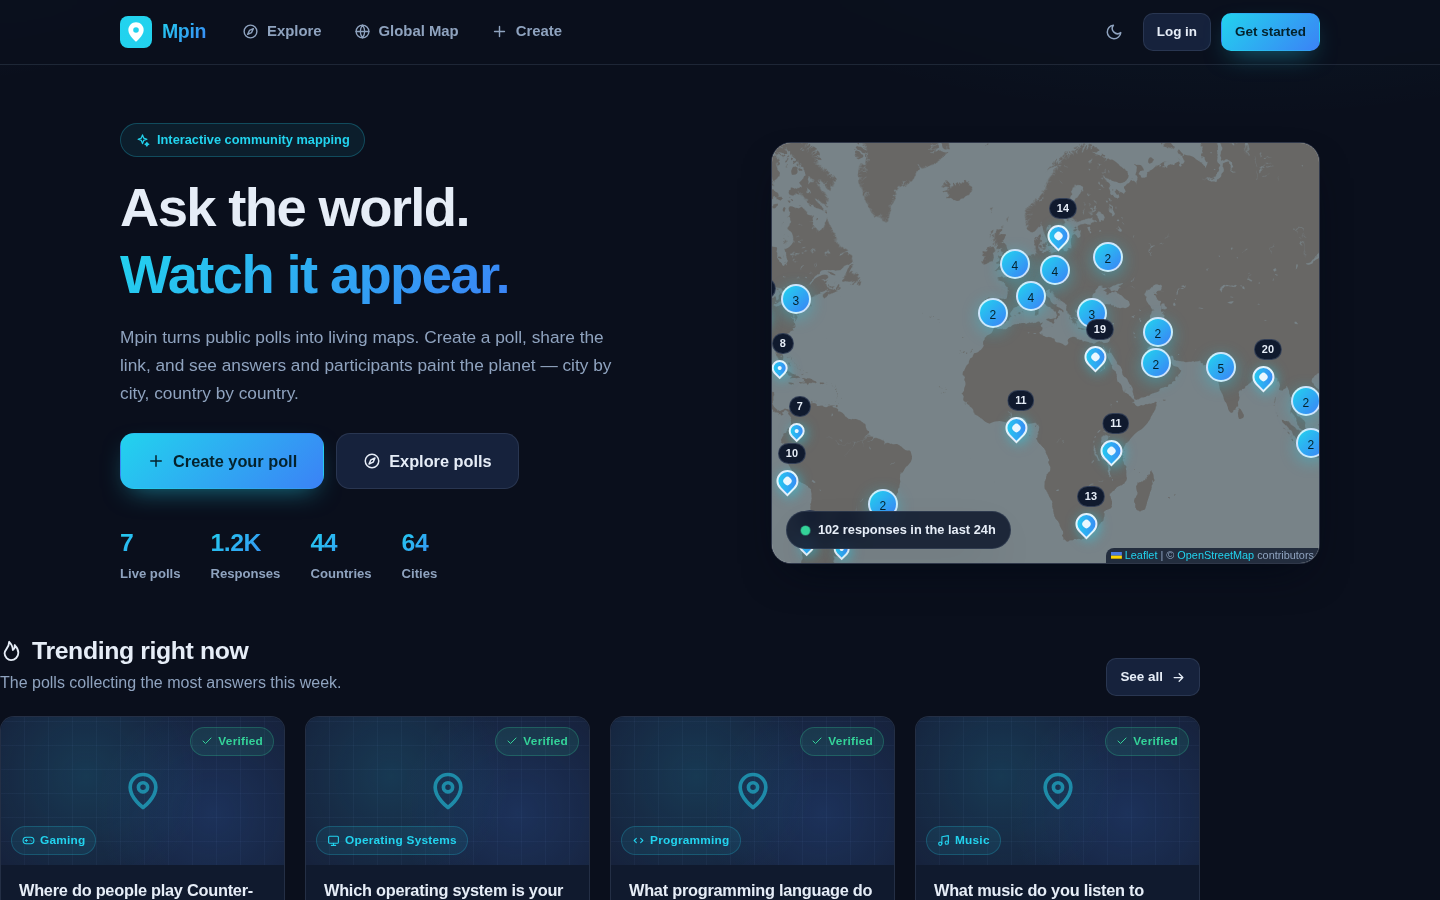 Mpin
Explore
Global Map
Create
Log in
Get started
Interactive community mapping
Ask the world.
Watch it appear.
Mpin turns public polls into living maps. Create a poll, share the
link, and see answers and participants paint the planet — city by
city, country by country.
Create your poll
Explore polls
7
Live polls
1.2K
Responses
44
Countries
64
Cities
14
4
4
2
3
4
2
3
19
2
8
2
5
20
7
11
2
11
10
2
13
2
102 responses in the last 24h
Leaflet | © OpenStreetMap contributors
Trending right now
The polls collecting the most answers this week.
See all
Verified
Verified
Verified
Verified
Gaming
Operating Systems
Programming
Music
Where do people play Counter-
Which operating system is your
What programming language do
What music do you listen to